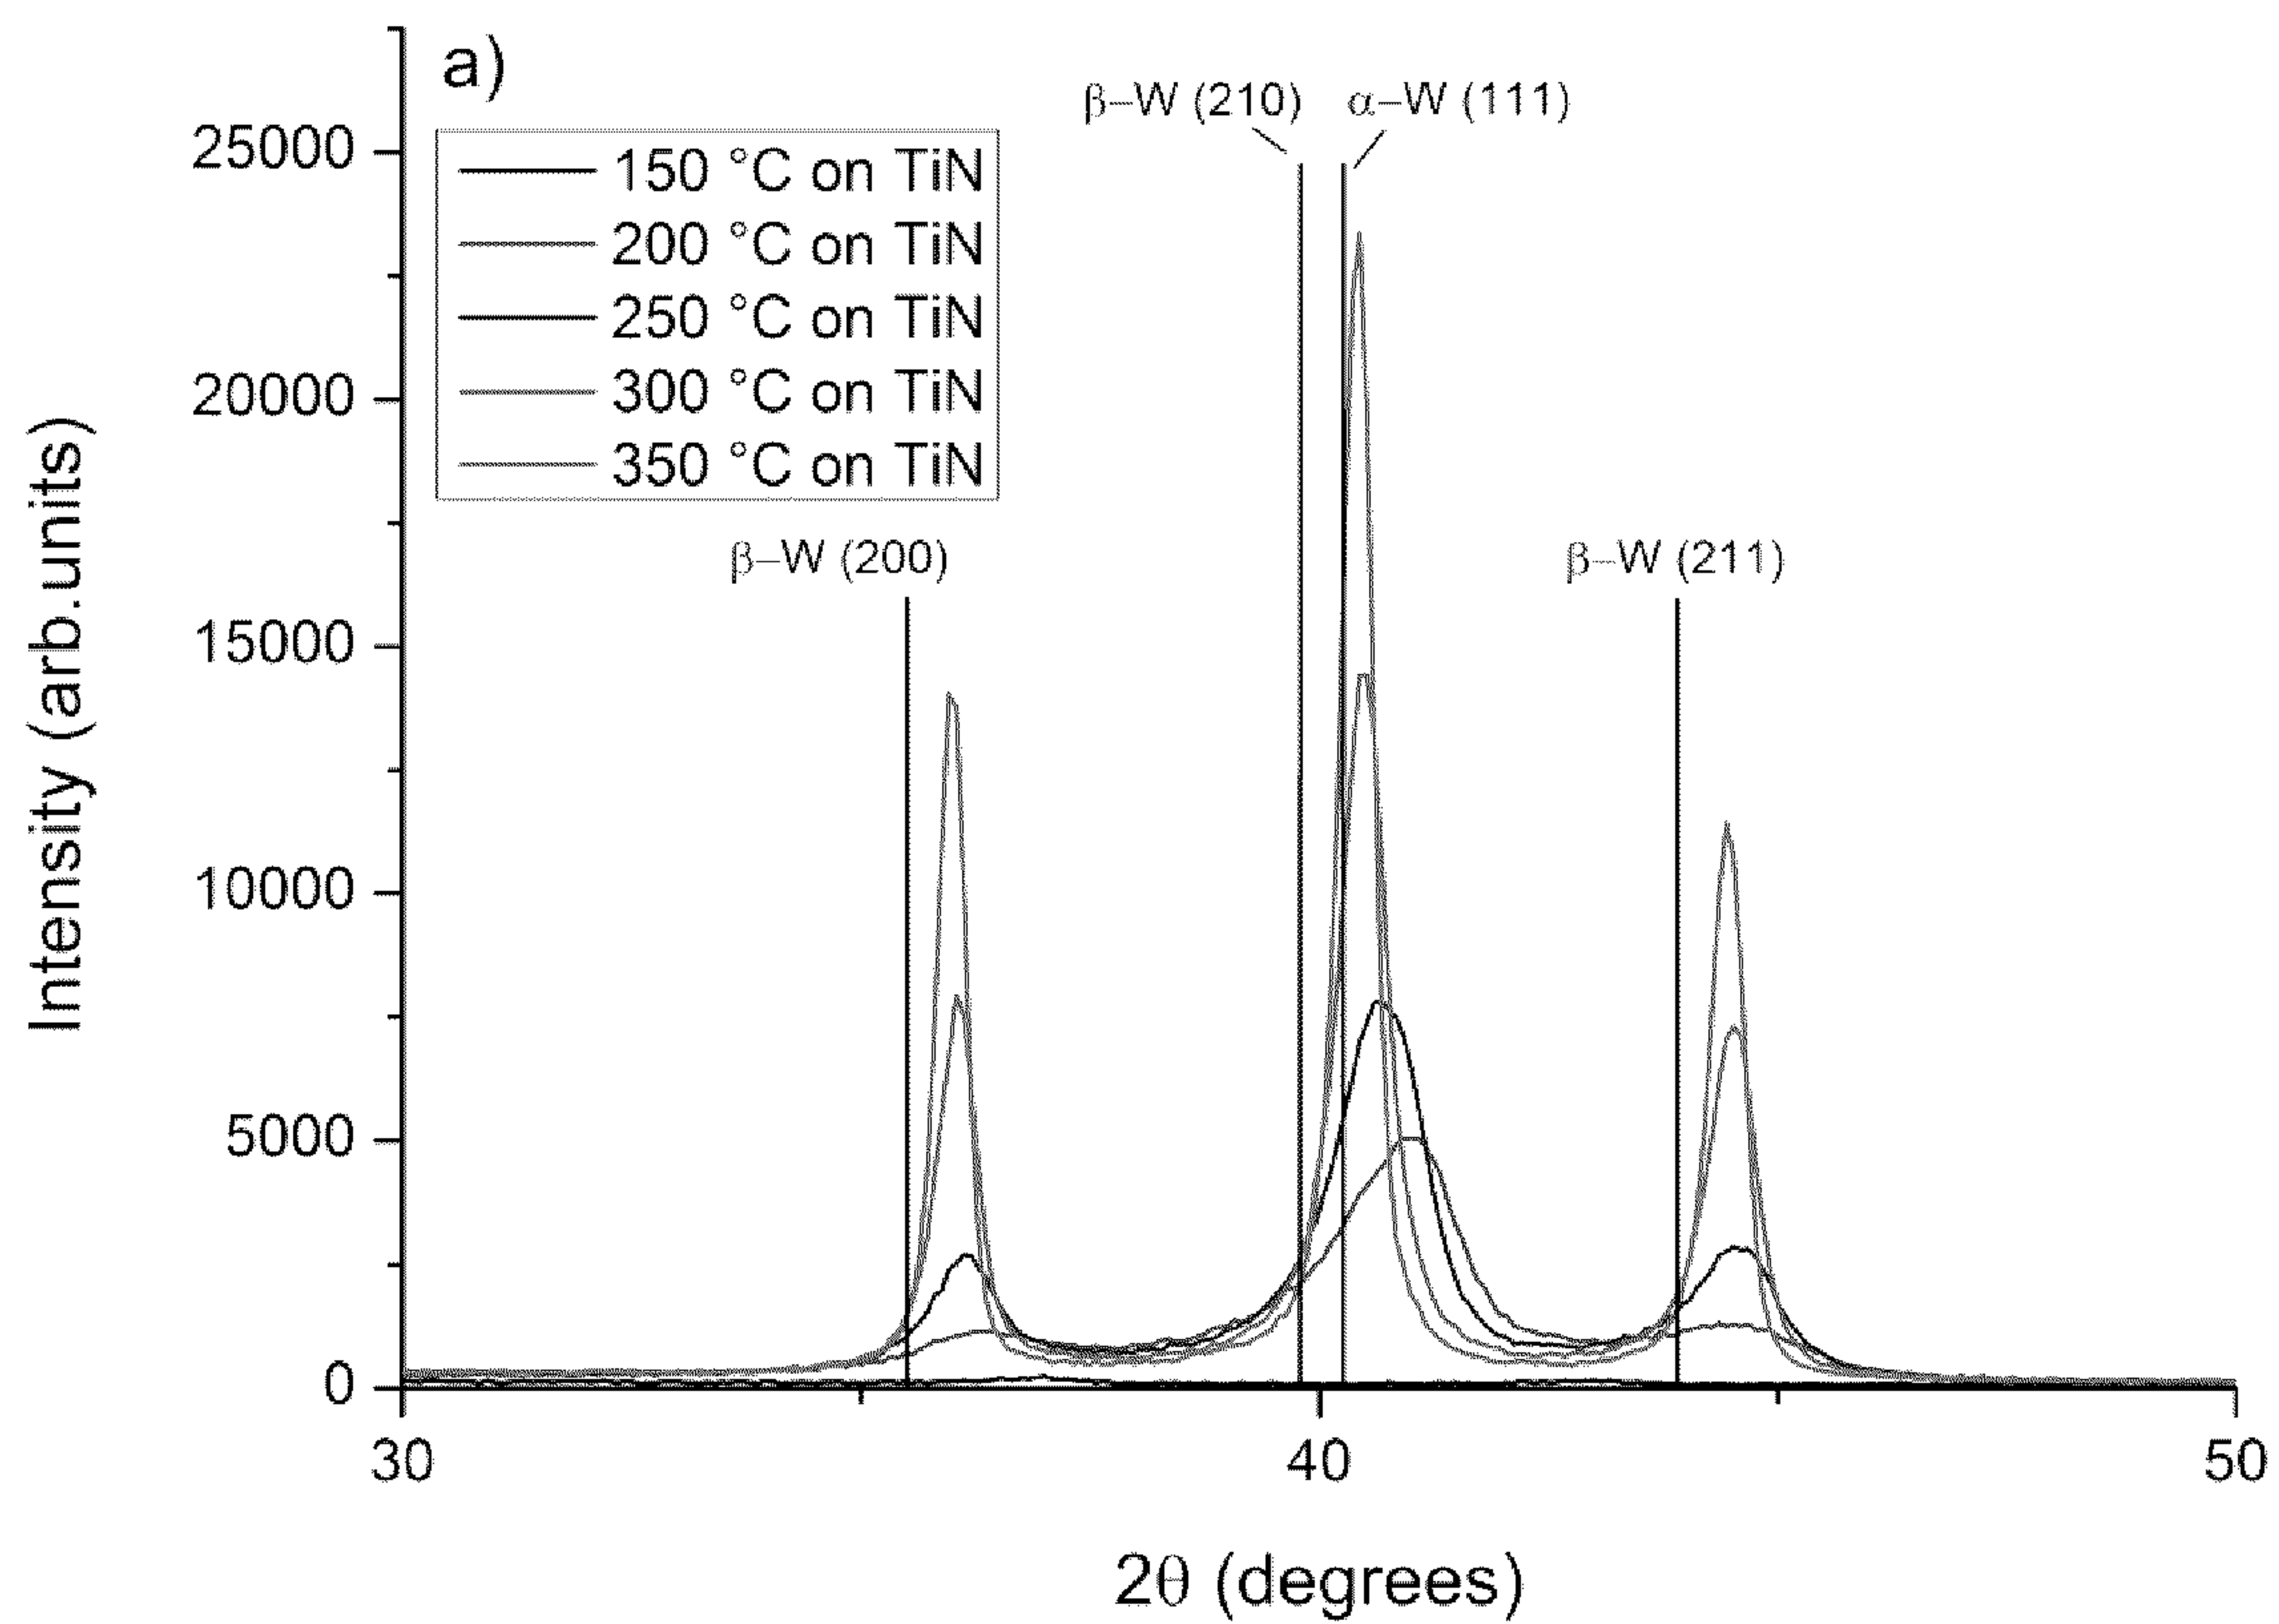 a)
β–W (210) α–W (111)
25000
150 °C on TiN
200 °C on TiN
250 °C on TiN
300 °C on TiN
350 °C on TiN
20000
β–W (200)
β–W (211)
15000
10000
5000
0
Intensity (arb.units)
30 40 50
2θ (degrees)